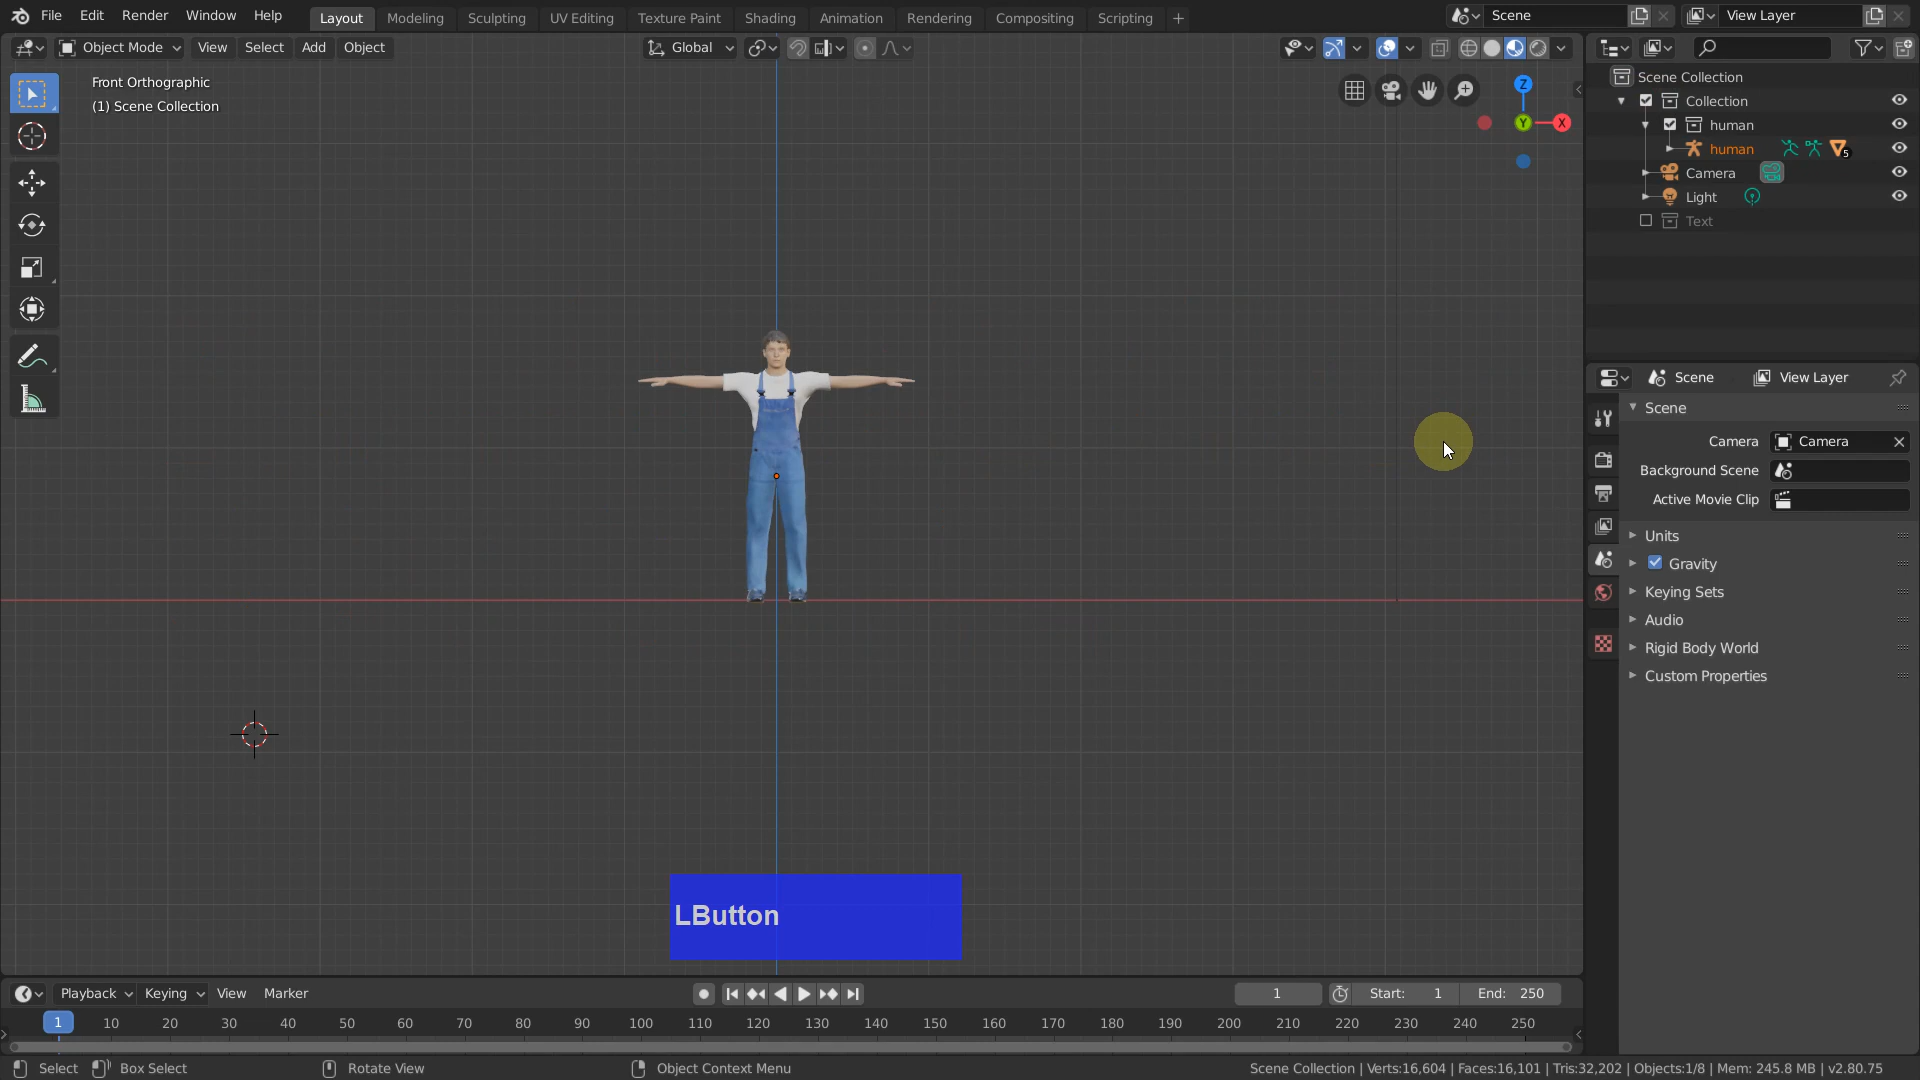 File Edit Render Window Help Layout Modeling Sculpting UV Editing Texture Paint Shading Animation Rendering Compositing Scripting + Scene View Layer
Object Mode View Select Add Object Global
Front Orthographic
(1) Scene Collection
Z
Y
X
Scene Collection
Collection
human
human 5
Camera
Light
Text
Scene View Layer
Scene
Camera Camera
Background Scene
Active Movie Clip
Units
Gravity
Keying Sets
Audio
Rigid Body World
Custom Properties
LButton
Playback Keying View Marker 1 Start: 1 End: 250
1 10 20 30 40 50 60 70 80 90 100 110 120 130 140 150 160 170 180 190 200 210 220 230 240 250
Select Box Select Rotate View Object Context Menu Scene Collection | Verts:16,604 | Faces:16,101 | Tris:32,202 | Objects:1/8 | Mem: 245.8 MB | v2.80.75